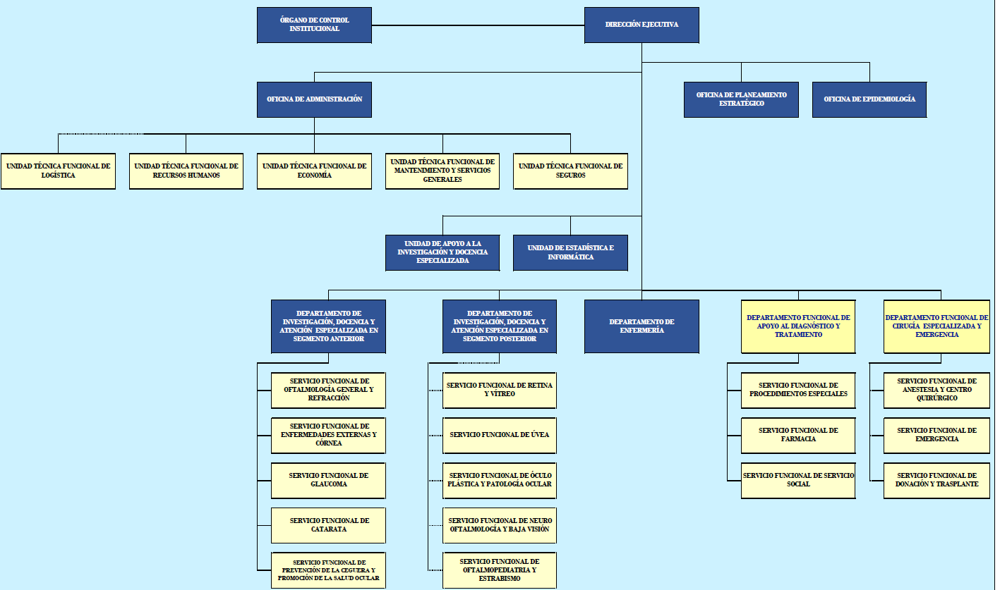 ÓRGANO DE CONTROL
INSTITUCIONAL
DIRECCIÓN EJECUTIVA
OFICINA DE ADMINISTRACIÓN
OFICINA DE PLANEAMIENTO
ESTRATÉGICO
OFICINA DE EPIDEMIOLOGÍA
UNIDAD TÉCNICA FUNCIONAL DE
LOGÍSTICA
UNIDAD TÉCNICA FUNCIONAL DE
RECURSOS HUMANOS
UNIDAD TÉCNICA FUNCIONAL DE
ECONOMÍA
UNIDAD TÉCNICA FUNCIONAL DE
MANTENIMIENTO Y SERVICIOS
GENERALES
UNIDAD TÉCNICA FUNCIONAL DE
SEGUROS
UNIDAD DE APOYO A LA
INVESTIGACIÓN Y DOCENCIA
ESPECIALIZADA
UNIDAD DE ESTADÍSTICA E
INFORMÁTICA
DEPARTAMENTO DE
INVESTIGACIÓN, DOCENCIA Y
ATENCIÓN ESPECIALIZADA EN
SEGMENTO ANTERIOR
DEPARTAMENTO DE
INVESTIGACIÓN, DOCENCIA Y
ATENCIÓN ESPECIALIZADA EN
SEGMENTO POSTERIOR
DEPARTAMENTO DE
ENFERMERÍA
DEPARTAMENTO FUNCIONAL DE
APOYO AL DIAGNÓSTICO Y
TRATAMIENTO
DEPARTAMENTO FUNCIONAL DE
CIRUGÍA ESPECIALIZADA Y
EMERGENCIA
SERVICIO FUNCIONAL DE
OFTALMOLOGÍA GENERAL Y
REFRACCIÓN
SERVICIO FUNCIONAL DE RETINA
Y VÍTREO
SERVICIO FUNCIONAL DE
PROCEDIMIENTOS ESPECIALES
SERVICIO FUNCIONAL DE
ANESTESIA Y CENTRO
QUIRÚRGICO
SERVICIO FUNCIONAL DE
ENFERMEDADES EXTERNAS Y
CÓRNEA
SERVICIO FUNCIONAL DE ÚVEA
SERVICIO FUNCIONAL DE
FARMACIA
SERVICIO FUNCIONAL DE
EMERGENCIA
SERVICIO FUNCIONAL DE
GLAUCOMA
SERVICIO FUNCIONAL DE ÓCULO
PLÁSTICA Y PATOLOGÍA OCULAR
SERVICIO FUNCIONAL DE SERVICIO
SOCIAL
SERVICIO FUNCIONAL DE
DONACIÓN Y TRASPLANTE
SERVICIO FUNCIONAL DE
CATARATA
SERVICIO FUNCIONAL DE NEURO
OFTALMOLOGÍA Y BAJA VISIÓN
SERVICIO FUNCIONAL DE
PREVENCIÓN DE LA CEGUERA Y
PROMOCIÓN DE LA SALUD OCULAR
SERVICIO FUNCIONAL DE
OFTALMOPEDIATRIA Y
ESTRABISMO